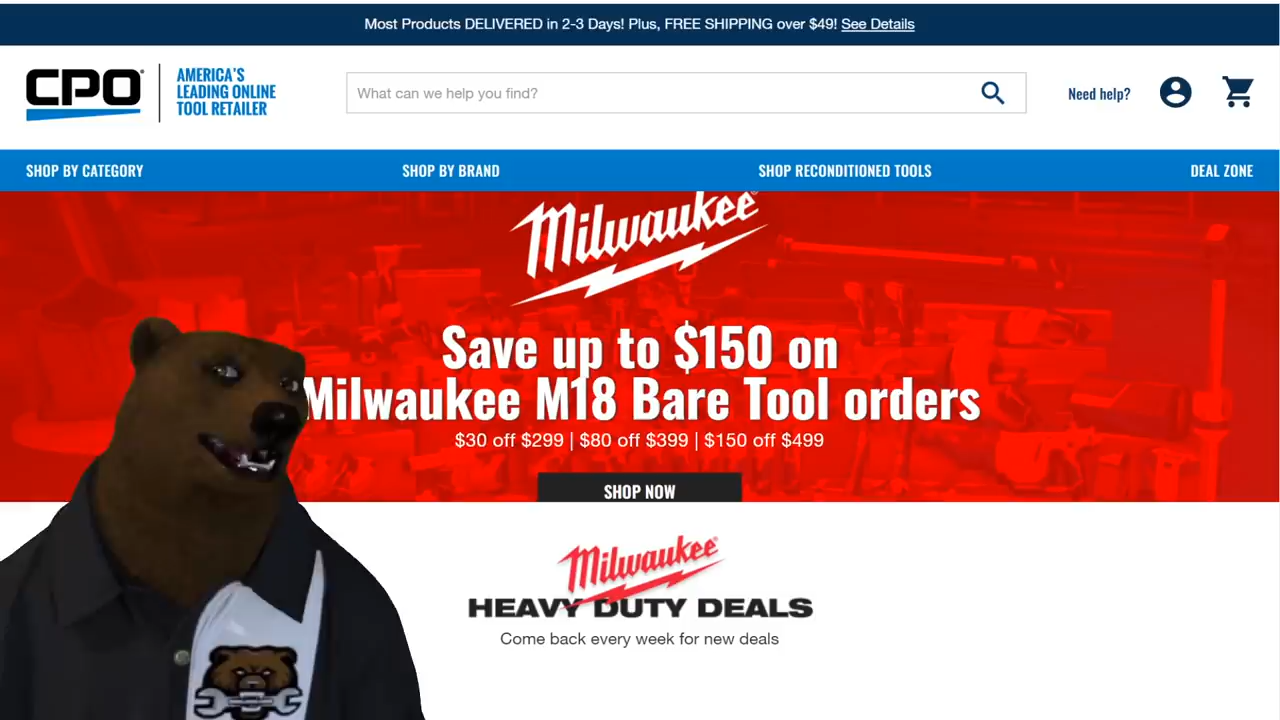 Most Products DELIVERED in 2-3 Days! Plus, FREE SHIPPING over $49! See Details
CPO
AMERICA'S
LEADING ONLINE
TOOL RETAILER
What can we help you find?
Need help?
SHOP BY CATEGORY
SHOP BY BRAND
SHOP RECONDITIONED TOOLS
DEAL ZONE
Milwaukee
Save up to $150 on
Milwaukee M18 Bare Tool orders
$30 off $299 | $80 off $399 | $150 off $499
SHOP NOW
Milwaukee
HEAVY DUTY DEALS
Come back every week for new deals